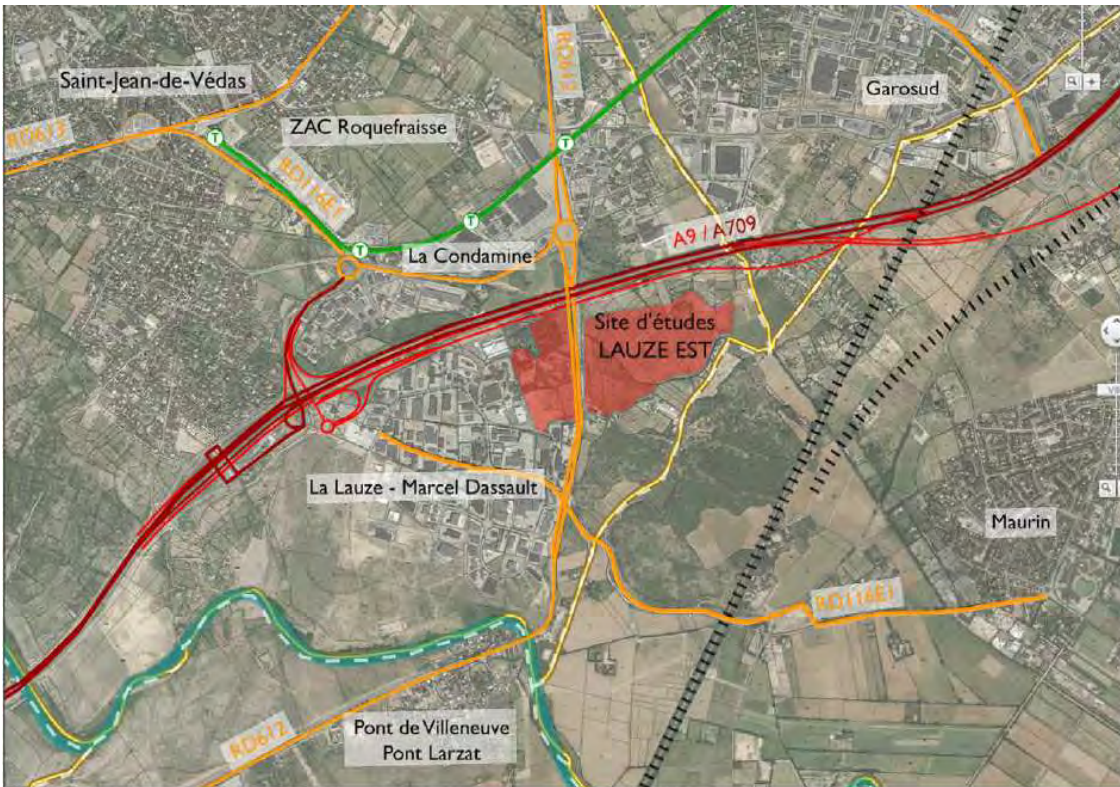 Saint-Jean-de-Védas
RD613
ZAC Roquefraisse
RD116E1
RD612
Garosud
T
T
T
T
La Condamine
A9 / A709
Site d'études
LAUZE EST
La Lauze - Marcel Dassault
Maurin
RD116E1
RD612
Pont de Villeneuve
Pont Larzat